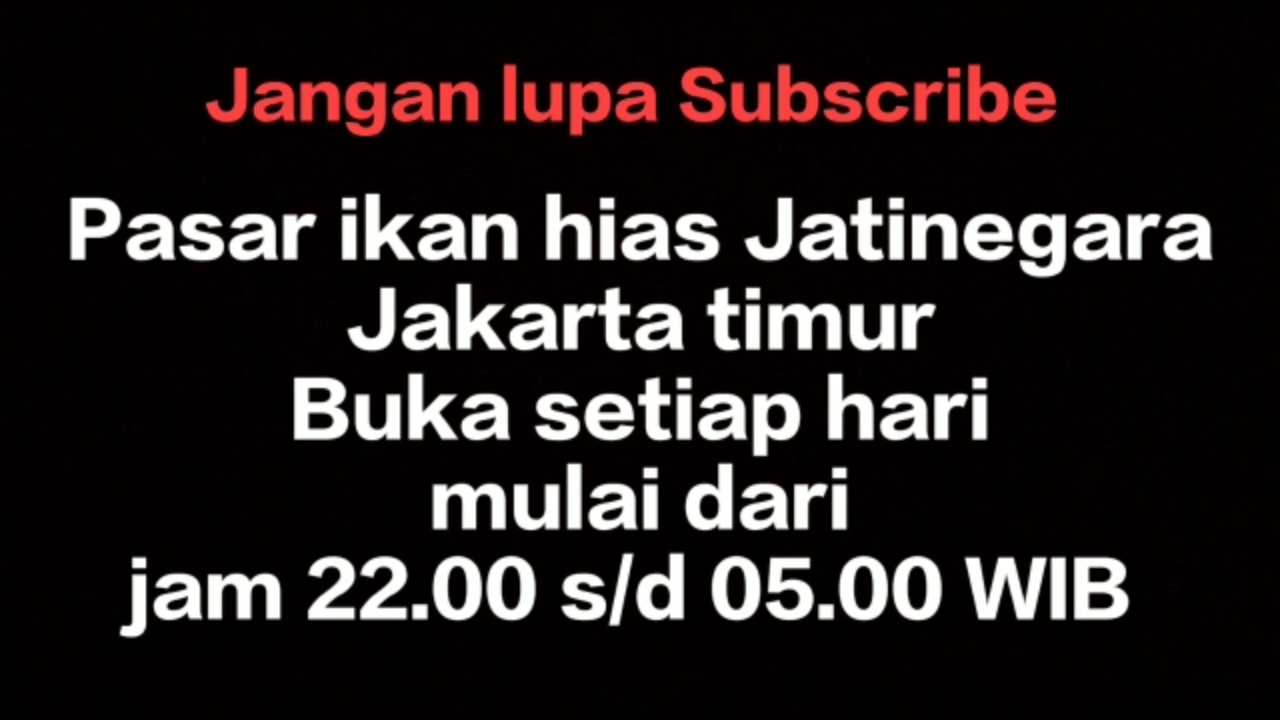 Jangan lupa Subscribe
Pasar ikan hias Jatinegara
Jakarta timur
Buka setiap hari
mulai dari
jam 22.00 s/d 05.00 WIB